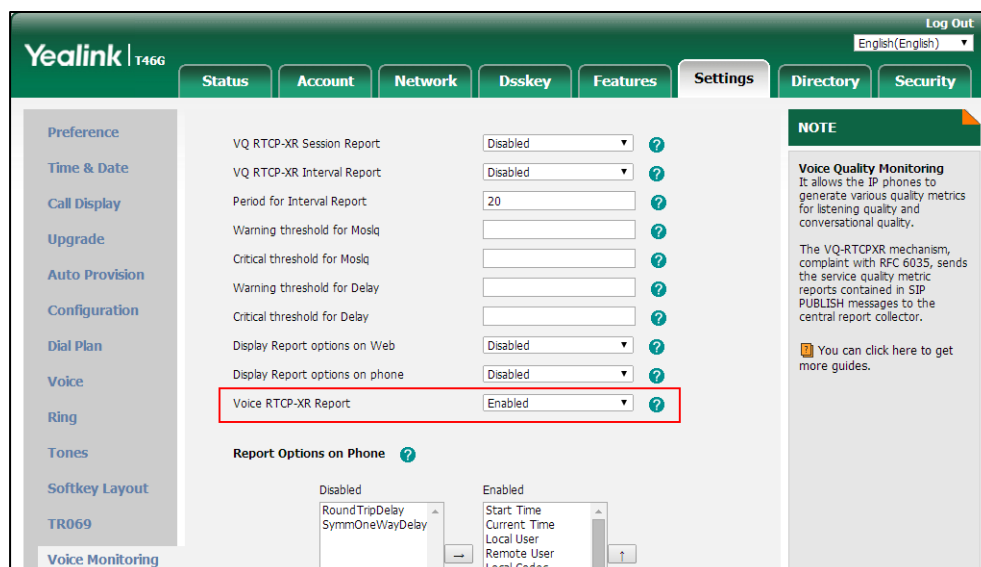 Log Out
English(English)
Yealink T46G
Status Account Network Dsskey Features Settings Directory Security
Preference
Time & Date
Call Display
Upgrade
Auto Provision
Configuration
Dial Plan
Voice
Ring
Tones
Softkey Layout
TR069
Voice Monitoring
VQ RTCP-XR Session Report Disabled
VQ RTCP-XR Interval Report Disabled
Period for Interval Report 20
Warning threshold for Moslq
Critical threshold for Moslq
Warning threshold for Delay
Critical threshold for Delay
Display Report options on Web Disabled
Display Report options on phone Disabled
Voice RTCP-XR Report Enabled
Report Options on Phone
Disabled
RoundTripDelay
SymmOneWayDelay
Enabled
Start Time
Current Time
Local User
Remote User
Local Codec
NOTE
Voice Quality Monitoring
It allows the IP phones to
generate various quality metrics
for listening quality and
conversational quality.
The VQ-RTCPXR mechanism,
complaint with RFC 6035, sends
the service quality metric
reports contained in SIP
PUBLISH messages to the
central report collector.
You can click here to get
more guides.